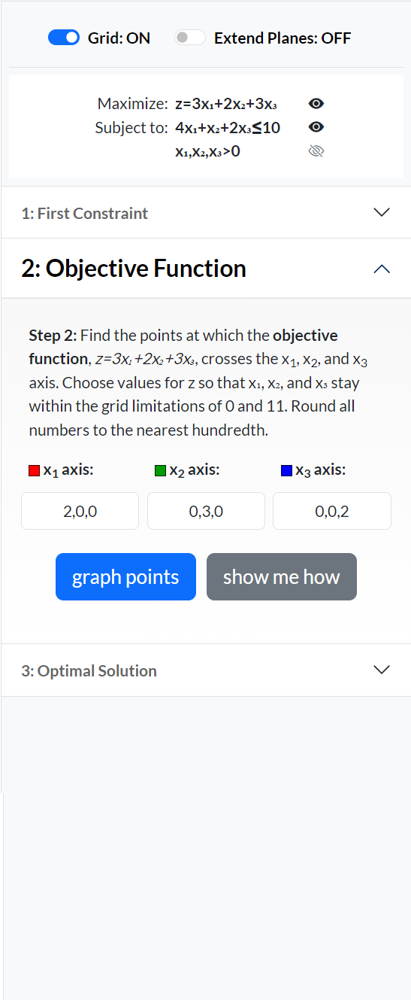 Grid: ON Extend Planes: OFF
Maximize: z=3x₁+2x₂+3x₃
Subject to: 4x₁+x₂+2x₃≤10
x₁,x₂,x₃>0
1: First Constraint
2: Objective Function
Step 2: Find the points at which the objective
function, z=3x₁+2x₂+3x₃, crosses the x₁, x₂, and x₃
axis. Choose values for z so that x₁, x₂, and x₃ stay
within the grid limitations of 0 and 11. Round all
numbers to the nearest hundredth.
x₁ axis: x₂ axis: x₃ axis:
2,0,0 0,3,0 0,0,2
graph points show me how
3: Optimal Solution